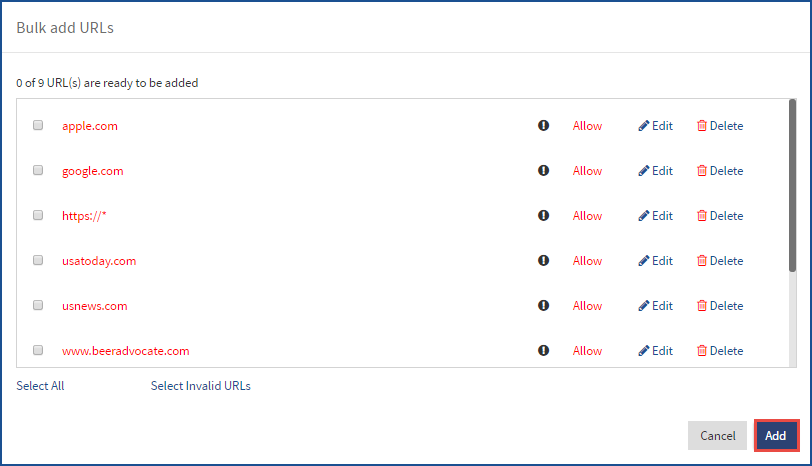 Bulk add URLs
0 of 9 URL(s) are ready to be added
apple.com Allow Edit Delete
google.com Allow Edit Delete
https://* Allow Edit Delete
usatoday.com Allow Edit Delete
usnews.com Allow Edit Delete
www.beeradvocate.com Allow Edit Delete
Select All Select Invalid URLs
Cancel Add